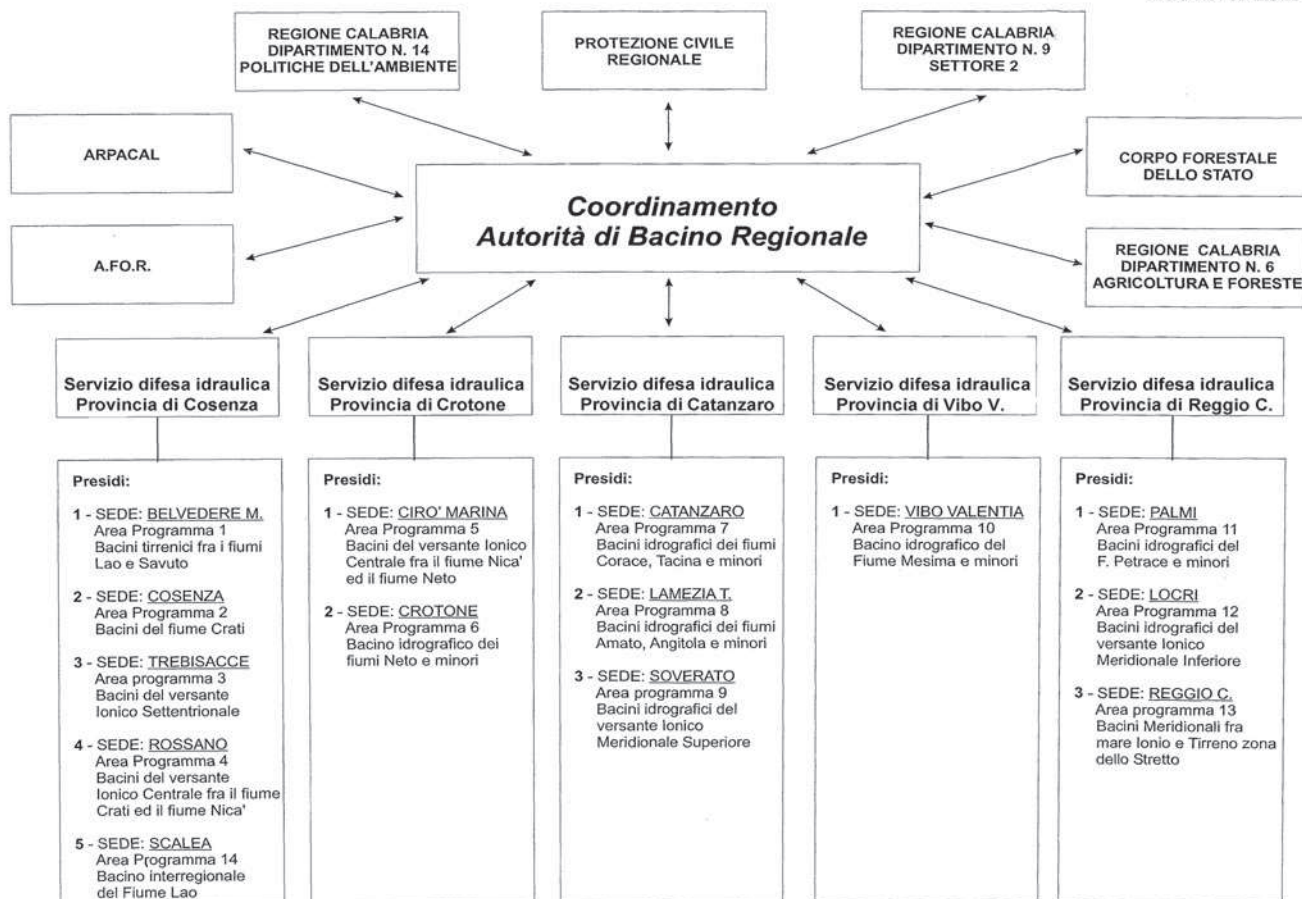 REGIONE CALABRIA
DIPARTIMENTO N. 14
POLITICHE DELL'AMBIENTE
PROTEZIONE CIVILE
REGIONALE
REGIONE CALABRIA
DIPARTIMENTO N. 9
SETTORE 2
ARPACAL
CORPO FORESTALE
DELLO STATO
Coordinamento
Autorità di Bacino Regionale
A.FO.R.
REGIONE CALABRIA
DIPARTIMENTO N. 6
AGRICOLTURA E FORESTE
Servizio difesa idraulica
Provincia di Cosenza
Servizio difesa idraulica
Provincia di Crotone
Servizio difesa idraulica
Provincia di Catanzaro
Servizio difesa idraulica
Provincia di Vibo V.
Servizio difesa idraulica
Provincia di Reggio C.
Presidi:
1 - SEDE: BELVEDERE M.
Area Programma 1
Bacini tirrenici fra i fiumi
Lao e Savuto
2 - SEDE: COSENZA
Area Programma 2
Bacini del fiume Crati
3 - SEDE: TREBISACCE
Area programma 3
Bacini del versante
Ionico Settentrionale
4 - SEDE: ROSSANO
Area Programma 4
Bacini del versante
Ionico Centrale fra il fiume
Crati ed il fiume Nica'
5 - SEDE: SCALEA
Area Programma 14
Bacino interregionale
del Fiume Lao
Presidi:
1 - SEDE: CIRO' MARINA
Area Programma 5
Bacini del versante Ionico
Centrale fra il fiume Nica'
ed il fiume Neto
2 - SEDE: CROTONE
Area Programma 6
Bacino idrografico dei
fiumi Neto e minori
Presidi:
1 - SEDE: CATANZARO
Area Programma 7
Bacini idrografici dei fiumi
Corace, Tacina e minori
2 - SEDE: LAMEZIA T.
Area Programma 8
Bacini idrografici dei fiumi
Amato, Angitola e minori
3 - SEDE: SOVERATO
Area programma 9
Bacini idrografici del
versante Ionico
Meridionale Superiore
Presidi:
1 - SEDE: VIBO VALENTIA
Area Programma 10
Bacino idrografico del
Fiume Mesima e minori
Presidi:
1 - SEDE: PALMI
Area Programma 11
Bacini idrografici del
F. Petrace e minori
2 - SEDE: LOCRI
Area Programma 12
Bacini idrografici del
versante Ionico
Meridionale Inferiore
3 - SEDE: REGGIO C.
Area programma 13
Bacini Meridionali fra
mare Ionio e Tirreno zona
dello Stretto